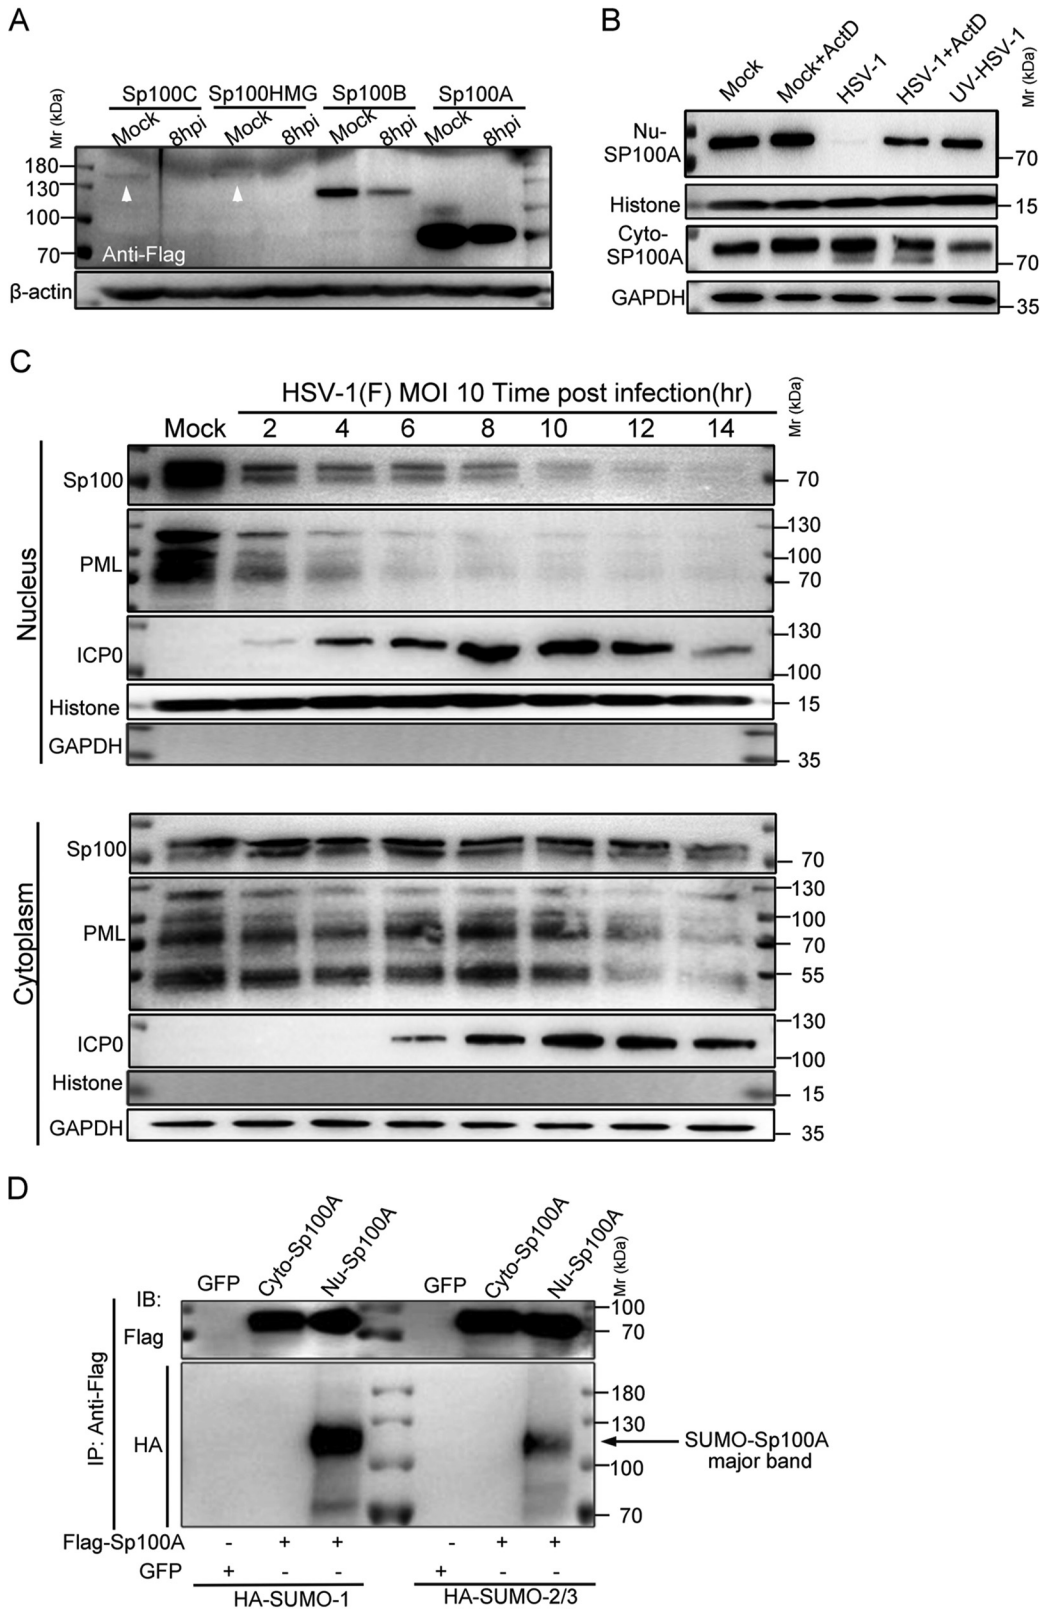 A
Sp100C Sp100HMG Sp100B Sp100A
Mock 8hpi Mock 8hpi Mock 8hpi Mock 8hpi
Mr (kDa)
180
130
100
70
Anti-Flag
β-actin
B
Mock Mock+ActD HSV-1 HSV-1+ActD UV-HSV-1
Mr (kDa)
Nu-
SP100A
70
Histone 15
Cyto-
SP100A
70
GAPDH
35
C
HSV-1(F) MOI 10 Time post infection(hr)
Mr (kDa)
Mock 2 4 6 8 10 12 14
Nucleus
Sp100 70
130
PML 100
70
130
ICP0
100
Histone 15
GAPDH
35
Cytoplasm
Sp100
70
130
100
PML
70
55
130
ICP0
100
Histone
15
GAPDH
35
D
GFP Cyto-Sp100A Nu-Sp100A GFP Cyto-Sp100A Nu-Sp100A
Mr (kDa)
IP: Anti-Flag
IB:
100
Flag 70
180
130
HA
SUMO-Sp100A
major band
100
70
Flag-Sp100A - + + - + +
GFP + - - + - -
HA-SUMO-1 HA-SUMO-2/3